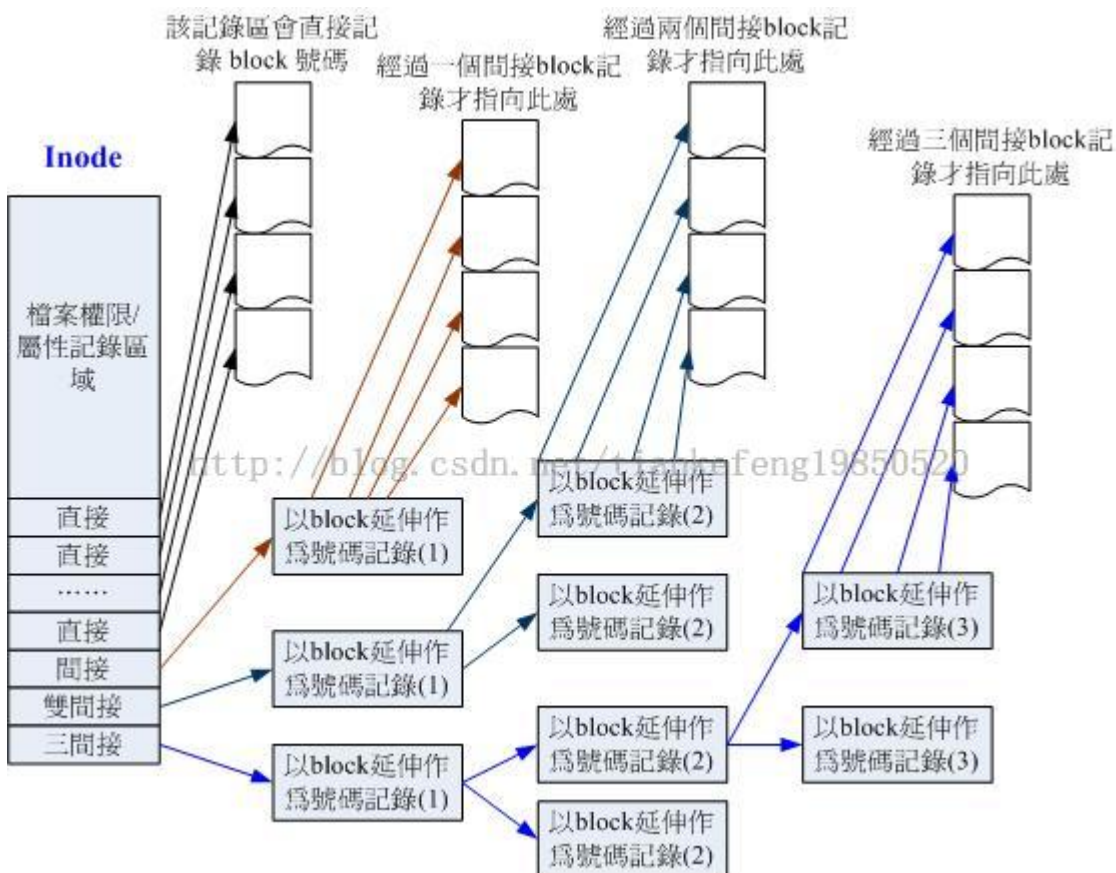 該記錄區會直接記
錄 block 號碼
經過一個間接block記
錄才指向此處
經過兩個間接block記
錄才指向此處
經過三個間接block記
錄才指向此處
Inode
檔案權限/
屬性記錄區
域
直接
直接
……
直接
間接
雙間接
三間接
http://blog.csdn.net/tiankefeng19850520
以block延伸作
爲號碼記錄(1)
以block延伸作
爲號碼記錄(2)
以block延伸作
爲號碼記錄(1)
以block延伸作
爲號碼記錄(2)
以block延伸作
爲號碼記錄(3)
以block延伸作
爲號碼記錄(1)
以block延伸作
爲號碼記錄(2)
以block延伸作
爲號碼記錄(3)
以block延伸作
爲號碼記錄(2)